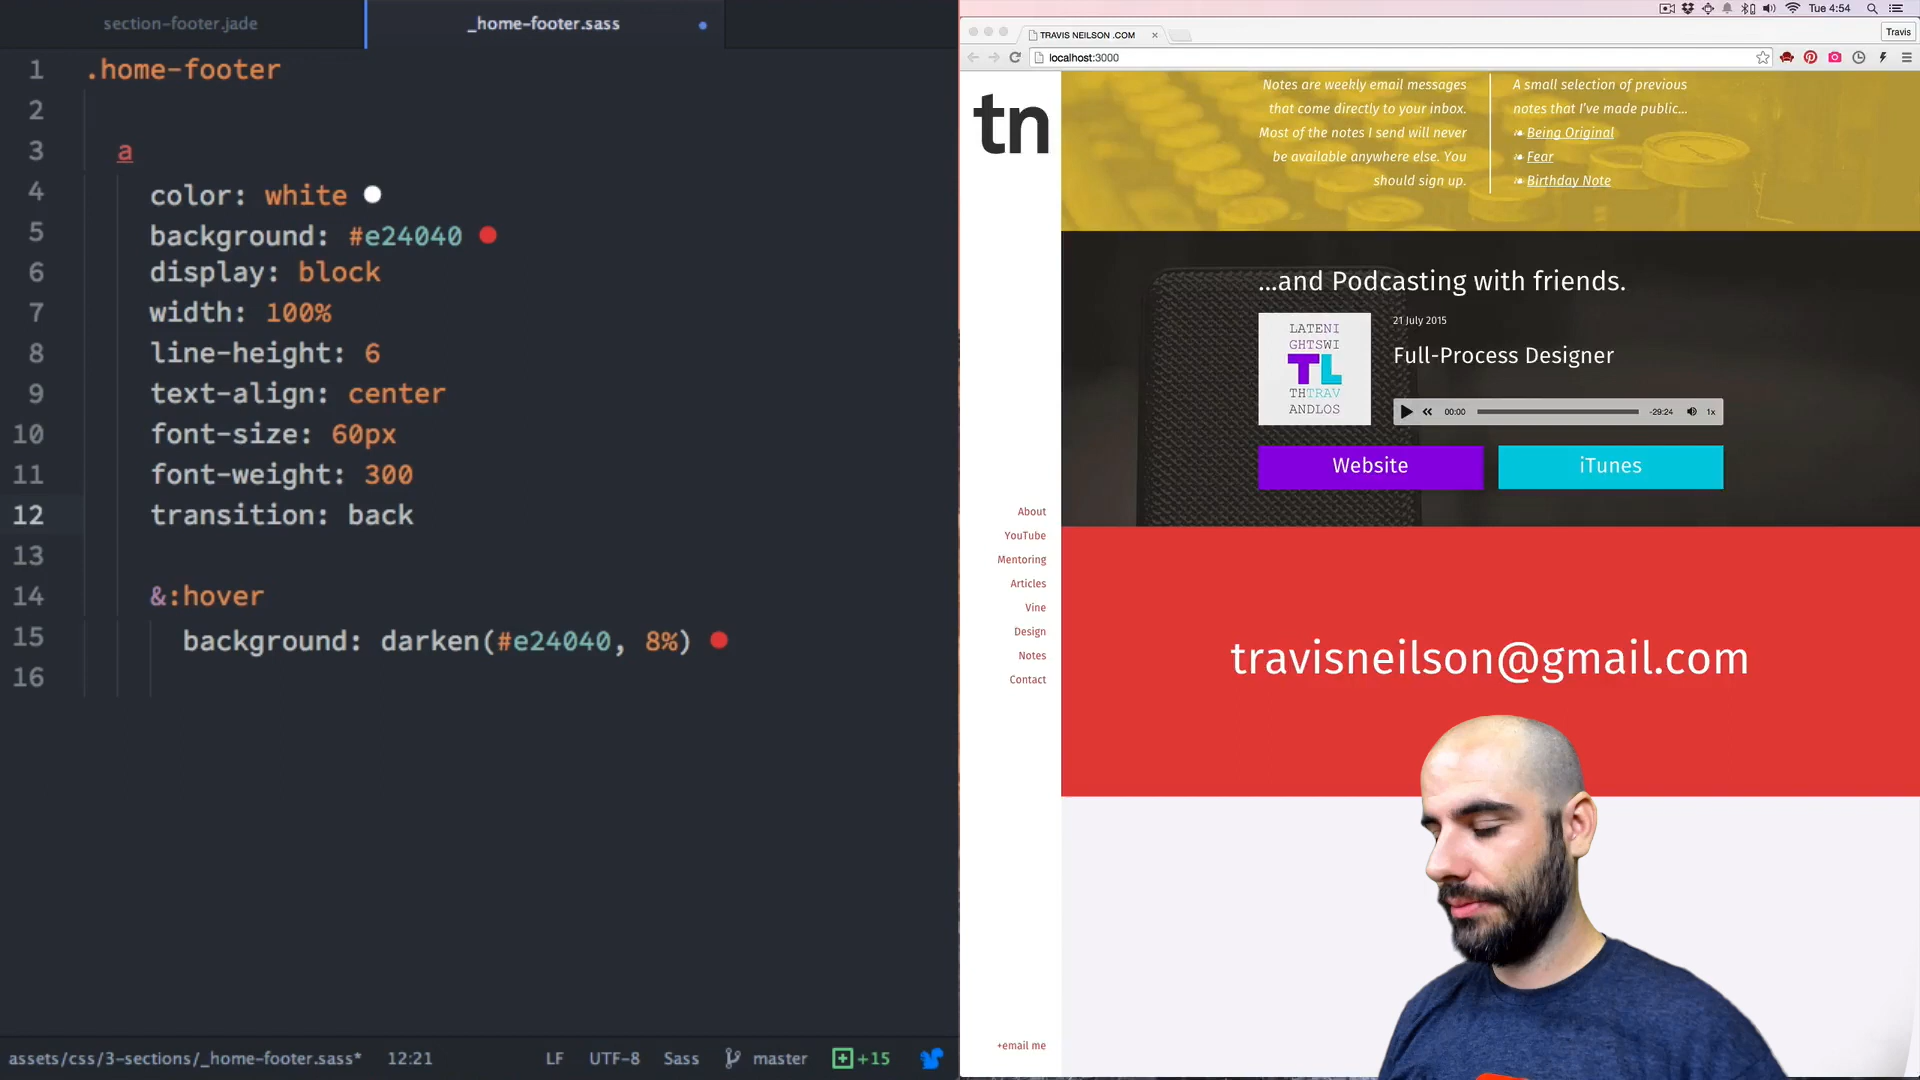 section-footer.jade
_home-footer.sass
1 .home-footer
2
3 a
4 color: white
5 background: #e24040
6 display: block
7 width: 100%
8 line-height: 6
9 text-align: center
10 font-size: 60px
11 font-weight: 300
12 transition: back
13
14 &:hover
15 background: darken(#e24040, 8%)
16
assets/css/3-sections/_home-footer.sass* 12:21 LF UTF-8 Sass master +15
Tue 4:54
TRAVIS NEILSON .COM
Travis
localhost:3000
tn
Notes are weekly email messages
that come directly to your inbox.
Most of the notes I send will never
be available anywhere else. You
should sign up.
A small selection of previous
notes that I've made public...
Being Original
Fear
Birthday Note
...and Podcasting with friends.
LATENI
GHTSWI
TL
THTRAV
ANDLOS
21 July 2015
Full-Process Designer
00:00 -29:24 1x
Website
iTunes
About
YouTube
Mentoring
Articles
Vine
Design
Notes
Contact
travisneilson@gmail.com
+email me